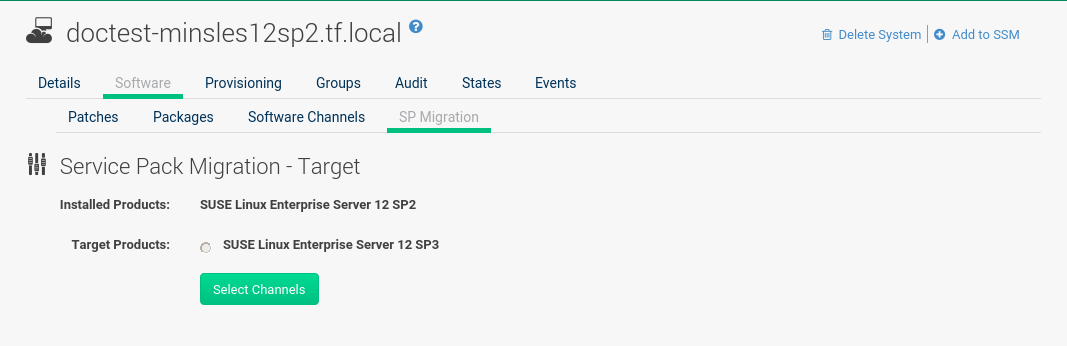 doctest-minsles12sp2.tf.local ?
Delete System | Add to SSM
Details Software Provisioning Groups Audit States Events
Patches Packages Software Channels SP Migration
Service Pack Migration - Target
Installed Products: SUSE Linux Enterprise Server 12 SP2
Target Products: SUSE Linux Enterprise Server 12 SP3
Select Channels